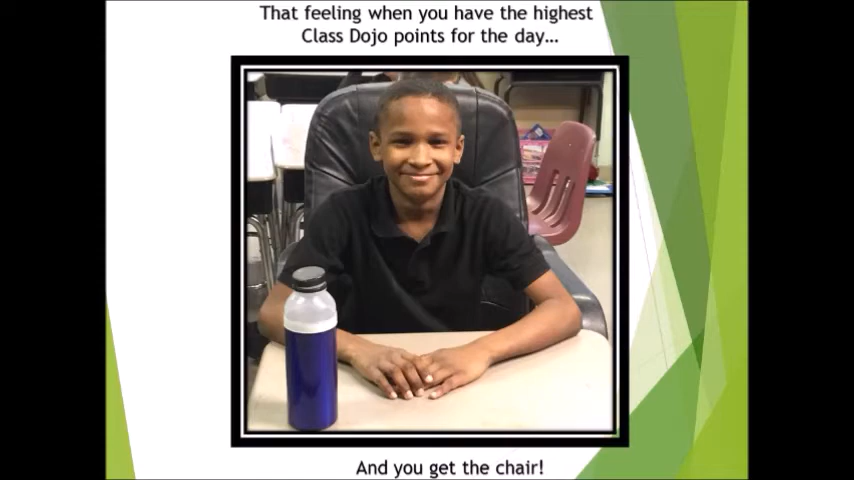 That feeling when you have the highest
Class Dojo points for the day…
And you get the chair!